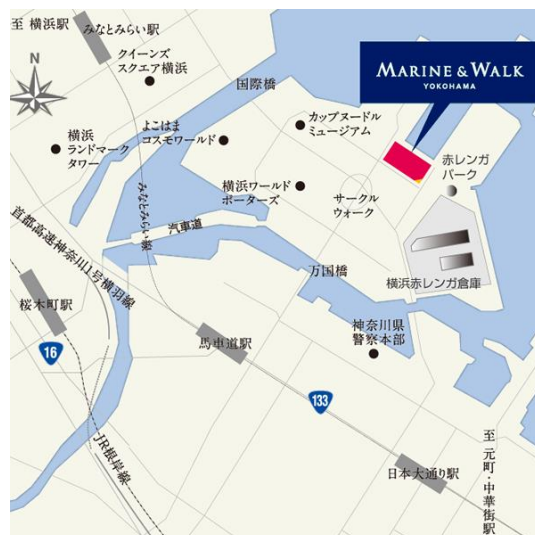 至 横浜駅
みなとみらい駅
N
クイーンズ
スクエア横浜
国際橋
MARINE & WALK
YOKOHAMA
横浜
ランドマーク
タワー
よこはま
コスモワールド
カップヌードル
ミュージアム
赤レンガ
パーク
みなとみらい線
横浜ワールド
ポーターズ
サークル
ウォーク
汽車道
首都高速神奈川1号横羽線
万国橋
横浜赤レンガ倉庫
桜木町駅
16
馬車道駅
神奈川県
警察本部
133
JR根岸線
日本大通り駅
至 元町・中華街駅